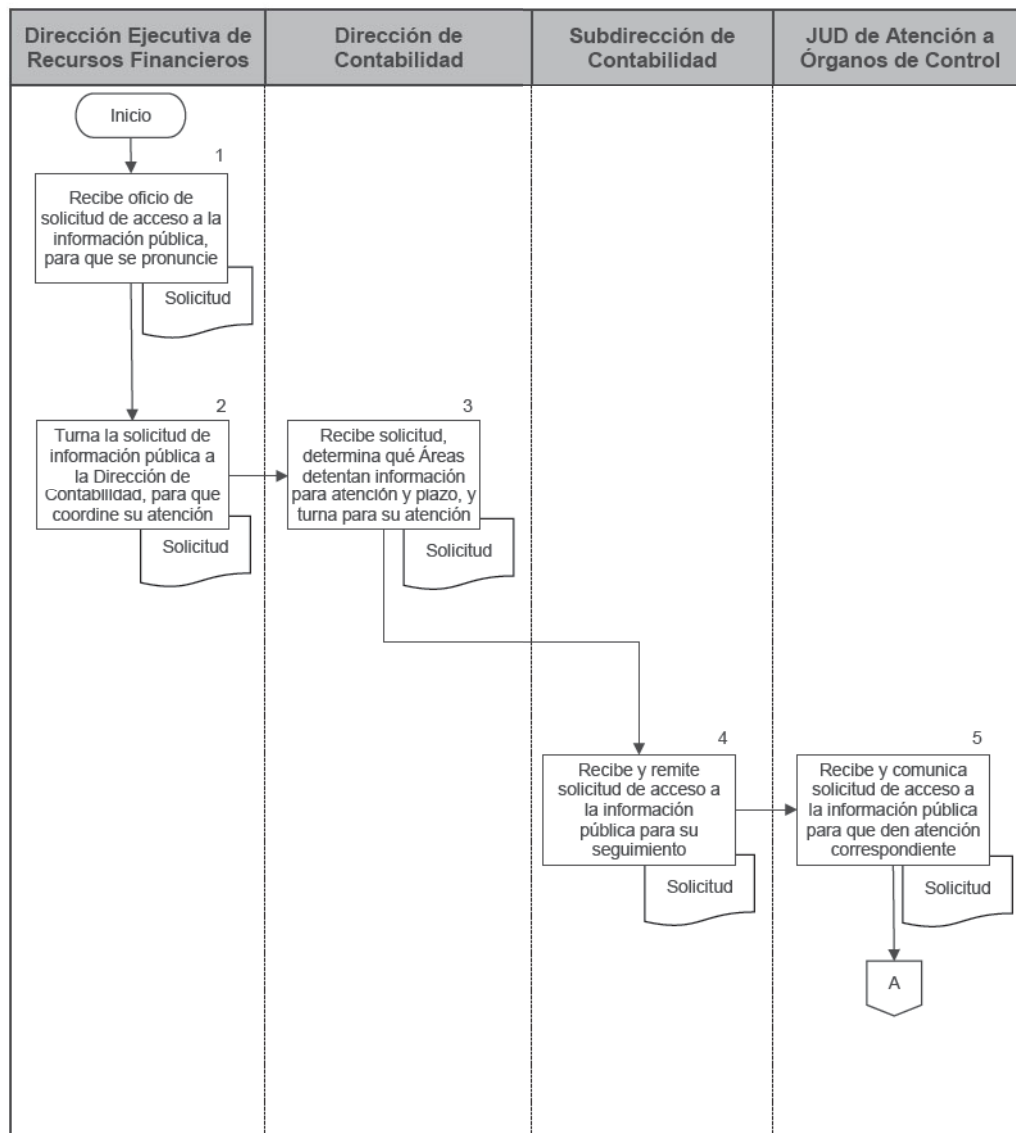 Dirección Ejecutiva de
Recursos Financieros
Dirección de
Contabilidad
Subdirección de
Contabilidad
JUD de Atención a
Órganos de Control
Inicio
1
Recibe oficio de
solicitud de acceso a la
información pública,
para que se pronuncie
Solicitud
2
Turna la solicitud de
información pública a
la Dirección de
Contabilidad, para que
coordine su atención
Solicitud
3
Recibe solicitud,
determina qué Áreas
detentan información
para atención y plazo, y
turna para su atención
Solicitud
4
Recibe y remite
solicitud de acceso a
la información
pública para su
seguimiento
Solicitud
5
Recibe y comunica
solicitud de acceso a
la información pública
para que den atención
correspondiente
Solicitud
A